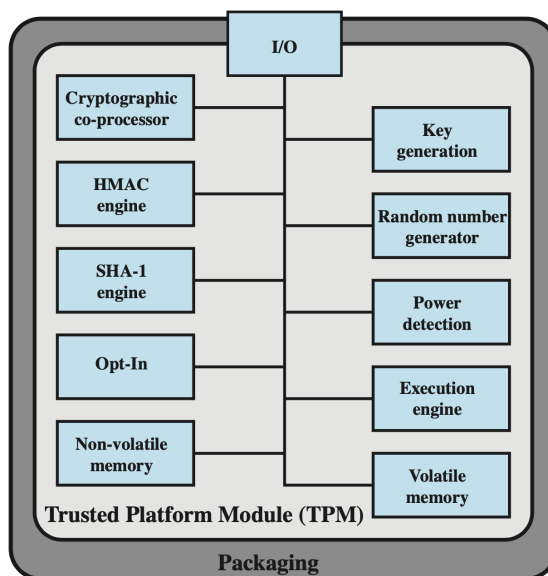 I/O
Cryptographic
co-processor
Key
generation
HMAC
engine
Random number
generator
SHA-1
engine
Power
detection
Opt-In
Execution
engine
Non-volatile
memory
Volatile
memory
Trusted Platform Module (TPM)
Packaging